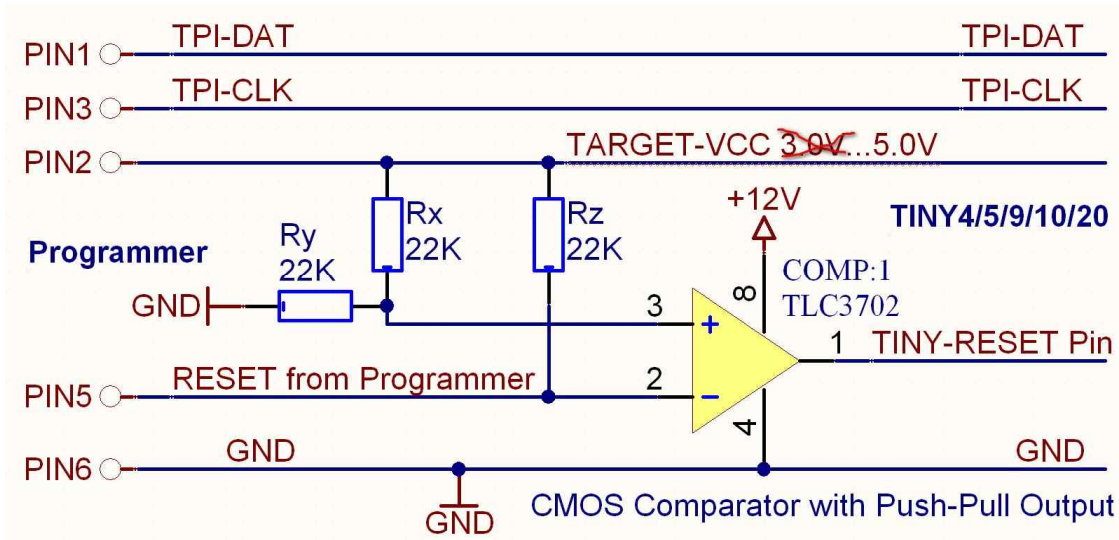 PIN1 TPI-DAT TPI-DAT
PIN3 TPI-CLK TPI-CLK
PIN2 TARGET-VCC 3.0V...5.0V
+12V
Rx
22K
Rz
22K
TINY4/5/9/10/20
Programmer
Ry
22K
COMP:1
TLC3702
8
GND
3
+
1 TINY-RESET Pin
PIN5 RESET from Programmer
2
-
4
PIN6 GND GND
GND
CMOS Comparator with Push-Pull Output